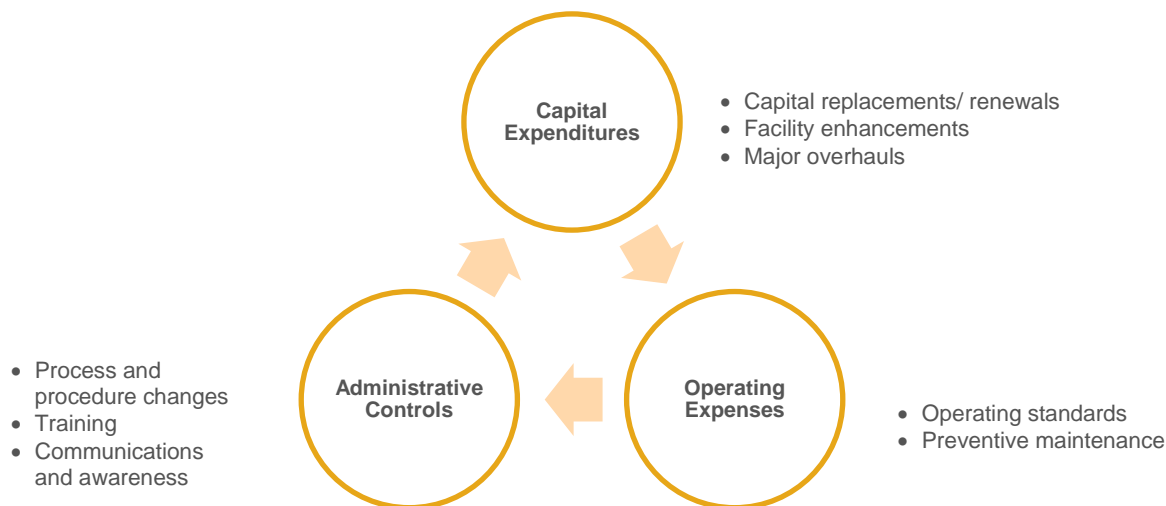 Capital
Expenditures
• Capital replacements/ renewals
• Facility enhancements
• Major overhauls
Administrative
Controls
• Process and
procedure changes
• Training
• Communications
and awareness
Operating
Expenses
• Operating standards
• Preventive maintenance